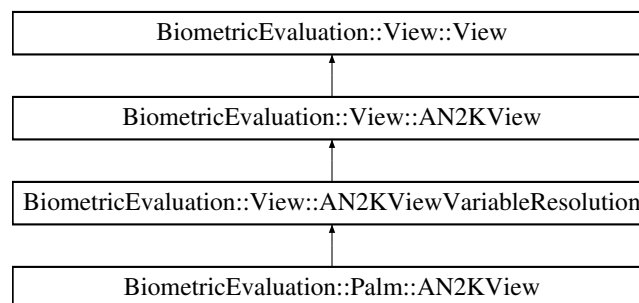 BiometricEvaluation::View::View
BiometricEvaluation::View::AN2KView
BiometricEvaluation::View::AN2KViewVariableResolution
BiometricEvaluation::Palm::AN2KView